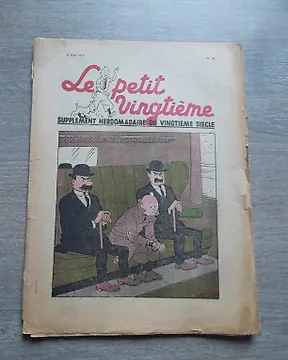 Le petit
vingtième
SUPPLEMENT HEBDOMADAIRE DU VINGTIEME SIECLE